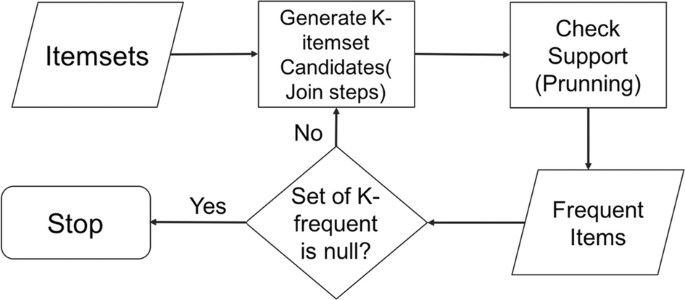 Itemsets
Generate K-
itemset
Candidates(
Join steps)
Check
Support
(Prunning)
No
Yes
Stop
Set of K-
frequent
is null?
Frequent
Items